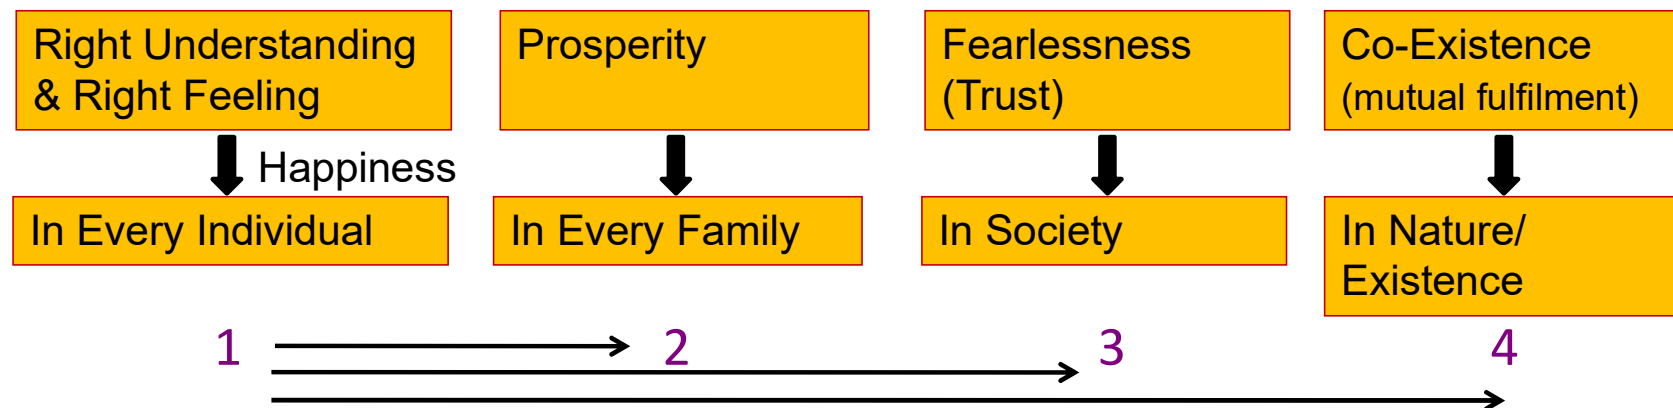 Right Understanding
& Right Feeling
Prosperity
Fearlessness
(Trust)
Co-Existence
(mutual fulfilment)
Happiness
In Every Individual
In Every Family
In Society
In Nature/
Existence
1
2
3
4